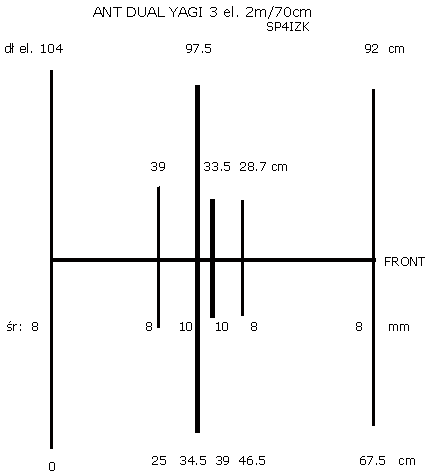 ANT DUAL YAGI 3 el. 2m/70cm
SP4IZK
dł el. 104 97.5 92 cm
39 33.5 28.7 cm
FRONT
śr: 8 8 10 10 8 8 mm
0 25 34.5 39 46.5 67.5 cm